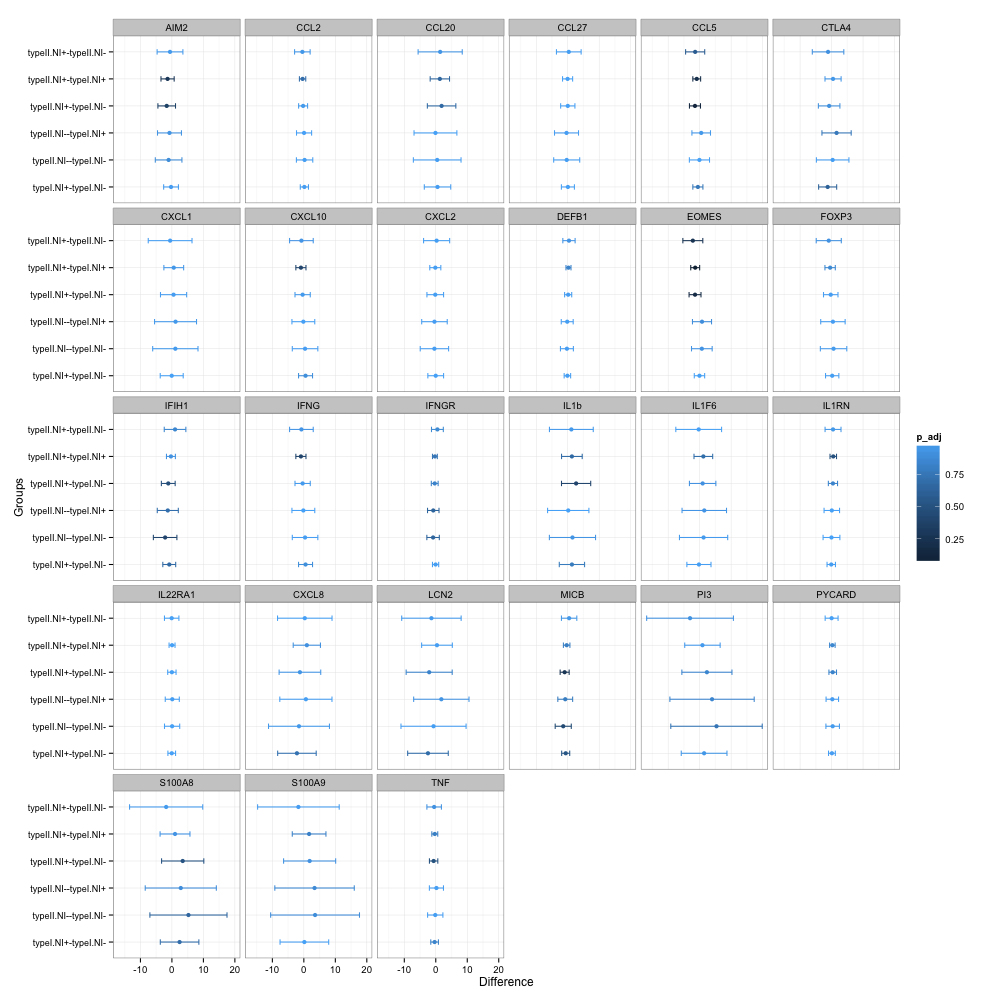 AIM2 CCL2 CCL20 CCL27 CCL5 CTLA4
typeII.NI+-typeII.NI-
typeII.NI+-typeI.NI+
typeII.NI+-typeI.NI-
typeII.NI--typeI.NI+
typeII.NI--typeI.NI-
typeI.NI+-typeI.NI-
CXCL1 CXCL10 CXCL2 DEFB1 EOMES FOXP3
typeII.NI+-typeII.NI-
typeII.NI+-typeI.NI+
typeII.NI+-typeI.NI-
typeII.NI--typeI.NI+
typeII.NI--typeI.NI-
typeI.NI+-typeI.NI-
IFIH1 IFNG IFNGR IL1b IL1F6 IL1RN
typeII.NI+-typeII.NI-
typeII.NI+-typeI.NI+
typeII.NI+-typeI.NI-
typeII.NI--typeI.NI+
typeII.NI--typeI.NI-
typeI.NI+-typeI.NI-
Groups
p_adj
0.75
0.50
0.25
IL22RA1 CXCL8 LCN2 MICB PI3 PYCARD
typeII.NI+-typeII.NI-
typeII.NI+-typeI.NI+
typeII.NI+-typeI.NI-
typeII.NI--typeI.NI+
typeII.NI--typeI.NI-
typeI.NI+-typeI.NI-
S100A8 S100A9 TNF
typeII.NI+-typeII.NI-
typeII.NI+-typeI.NI+
typeII.NI+-typeI.NI-
typeII.NI--typeI.NI+
typeII.NI--typeI.NI-
typeI.NI+-typeI.NI-
-10 0 10 20 -10 0 10 20 -10 0 10 20
Difference